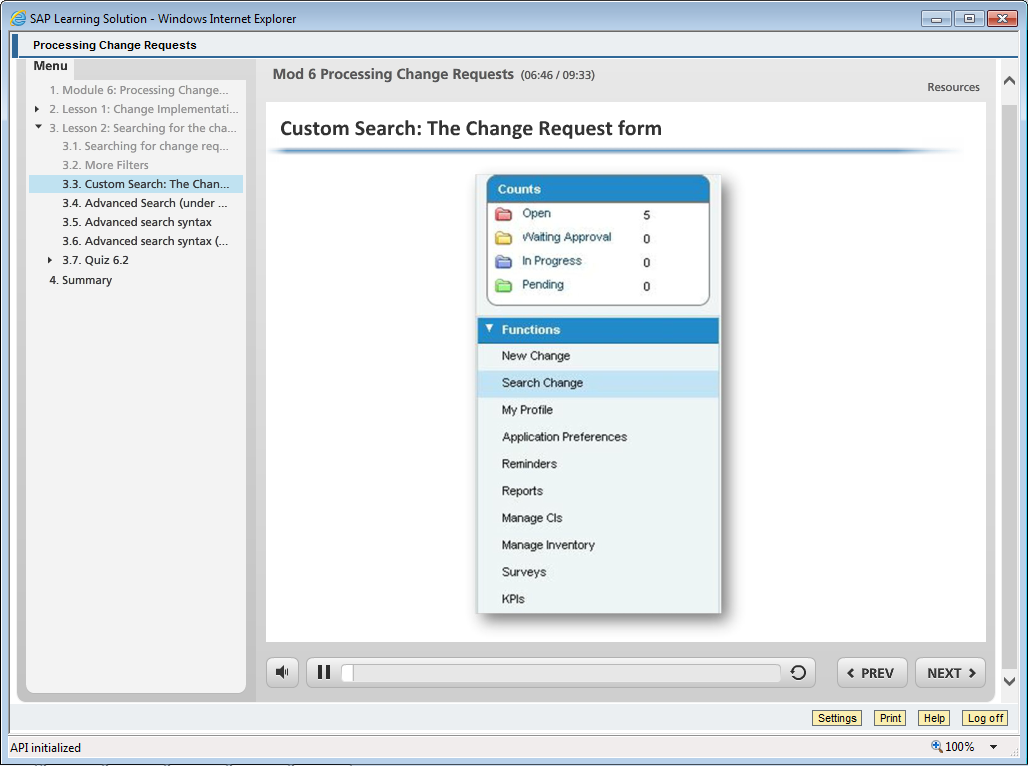 SAP Learning Solution - Windows Internet Explorer
Processing Change Requests
Menu
1. Module 6: Processing Change...
2. Lesson 1: Change Implementati...
3. Lesson 2: Searching for the cha...
3.1. Searching for change req...
3.2. More Filters
3.3. Custom Search: The Chan...
3.4. Advanced Search (under ...
3.5. Advanced search syntax
3.6. Advanced search syntax (...
3.7. Quiz 6.2
4. Summary
Mod 6 Processing Change Requests (06:46 / 09:33)
Resources
Custom Search: The Change Request form
Counts
Open 5
Waiting Approval 0
In Progress 0
Pending 0
Functions
New Change
Search Change
My Profile
Application Preferences
Reminders
Reports
Manage CIs
Manage Inventory
Surveys
KPIs
PREV
NEXT
Settings Print Help Log off
API initialized
100%